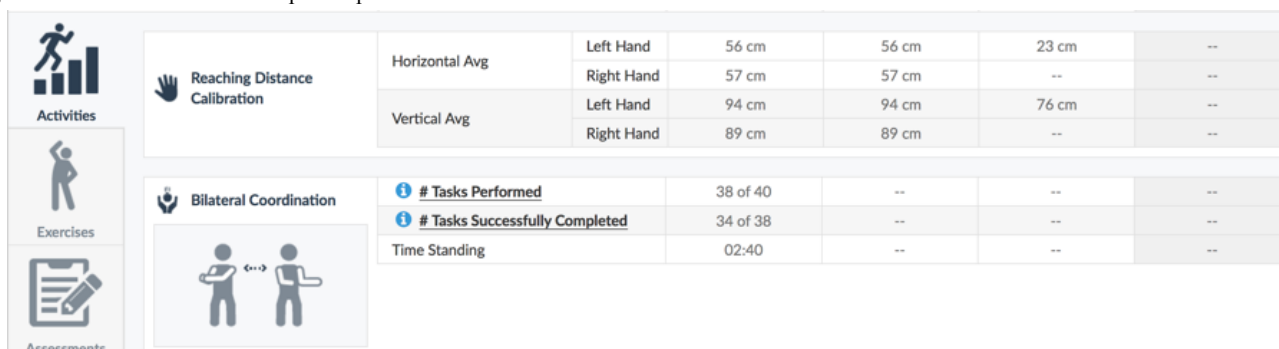 Activities
Exercises
Assessments
Reaching Distance
Calibration
Horizontal Avg
Left Hand 56 cm 56 cm 23 cm --
Right Hand 57 cm 57 cm -- --
Vertical Avg
Left Hand 94 cm 94 cm 76 cm --
Right Hand 89 cm 89 cm -- --
Bilateral Coordination
# Tasks Performed 38 of 40 -- -- --
# Tasks Successfully Completed 34 of 38 -- -- --
Time Standing 02:40 -- -- --